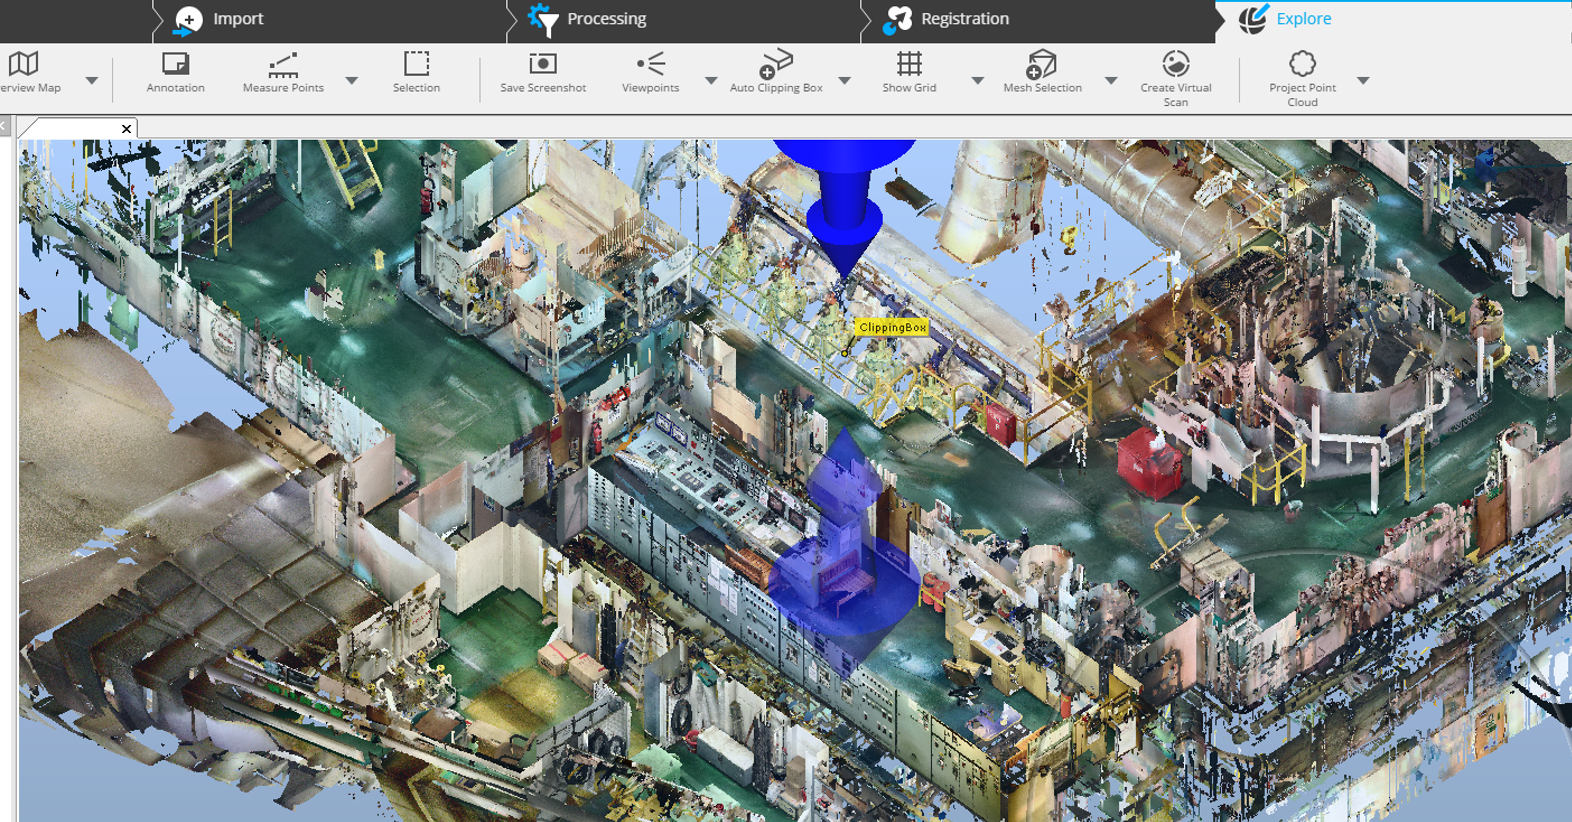 Import
Processing
Registration
Explore
erview Map
Annotation
Measure Points
Selection
Save Screenshot
Viewpoints
Auto Clipping Box
Show Grid
Mesh Selection
Create Virtual
Scan
Project Point
Cloud
ClippingBox